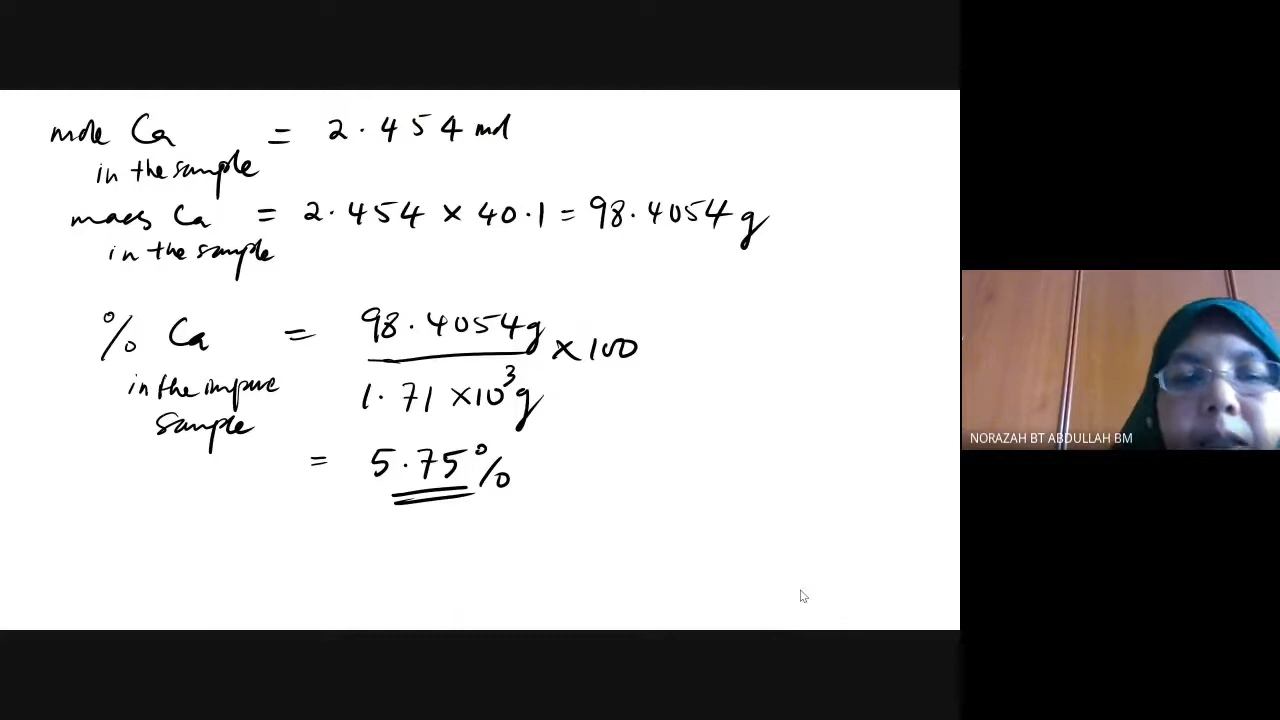 mole Ca = 2.454 mol
in the sample
mass Ca = 2.454 × 40.1 = 98.4054 g
in the sample
% Ca = 98.4054g / 1.71 × 10³ g × 100
in the impure
sample
= 5.75 %
NORAZAH BT ABDULLAH BM